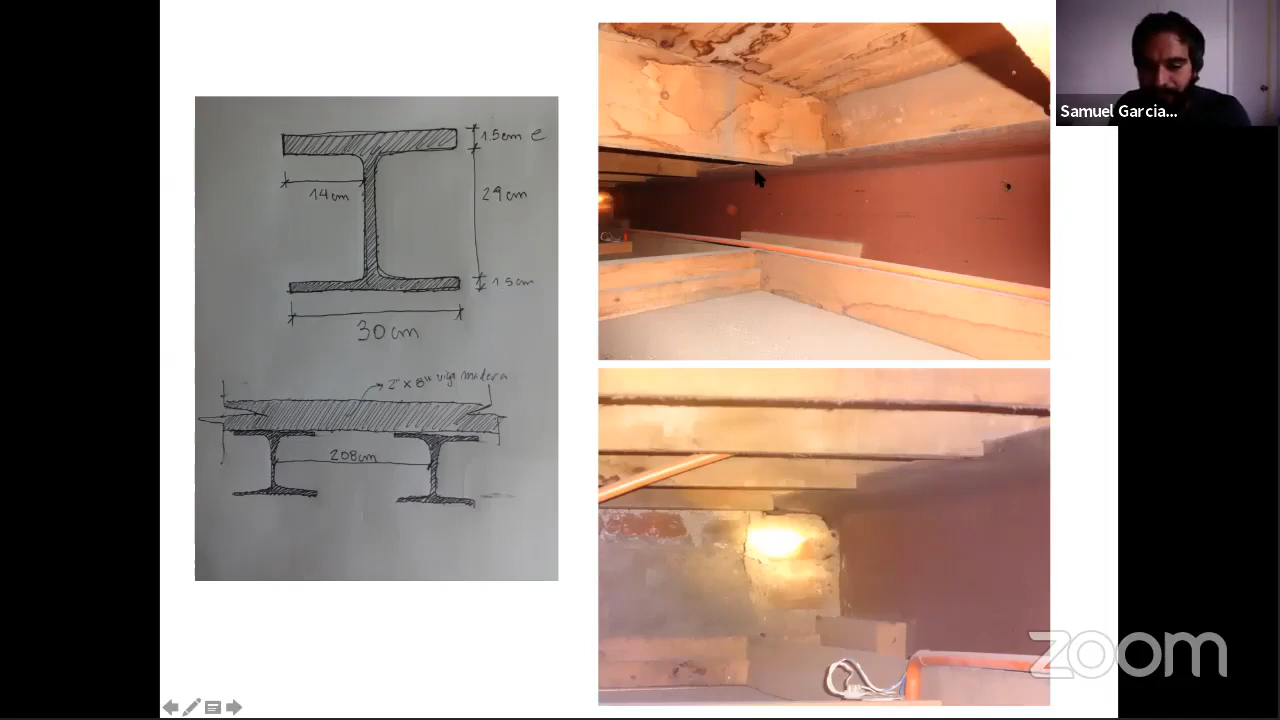 1.5cm e
14cm
29cm
1.5cm
30cm
2" x 8" viga madera
208cm
Samuel Garcia...
zoom